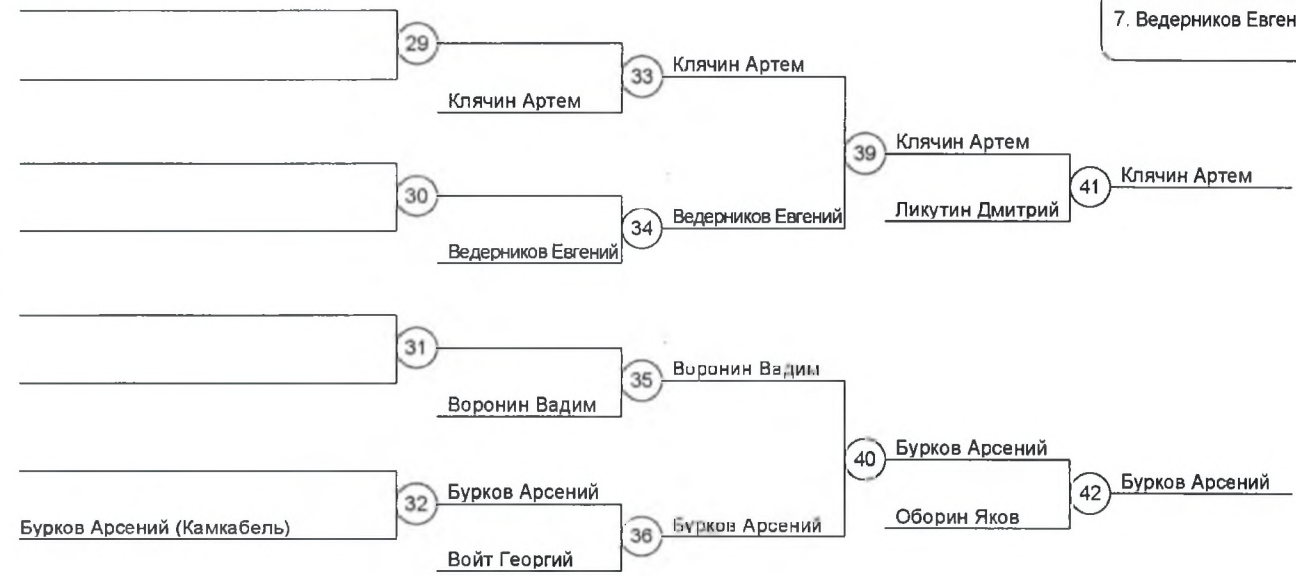 7. Ведерников Евген
29
33
Клячин Артем
Клячин Артем
39
Клячин Артем
41
Клячин Артем
30
Ликутин Дмитрий
34
Ведерников Евгений
Ведерников Евгений
31
35
Воронин Вадим
Воронин Вадим
40
Бурков Арсений
32
Бурков Арсений
42
Бурков Арсений
Бурков Арсений (Камкабель)
36
Бурков Арсений
Оборин Яков
Войт Георгий